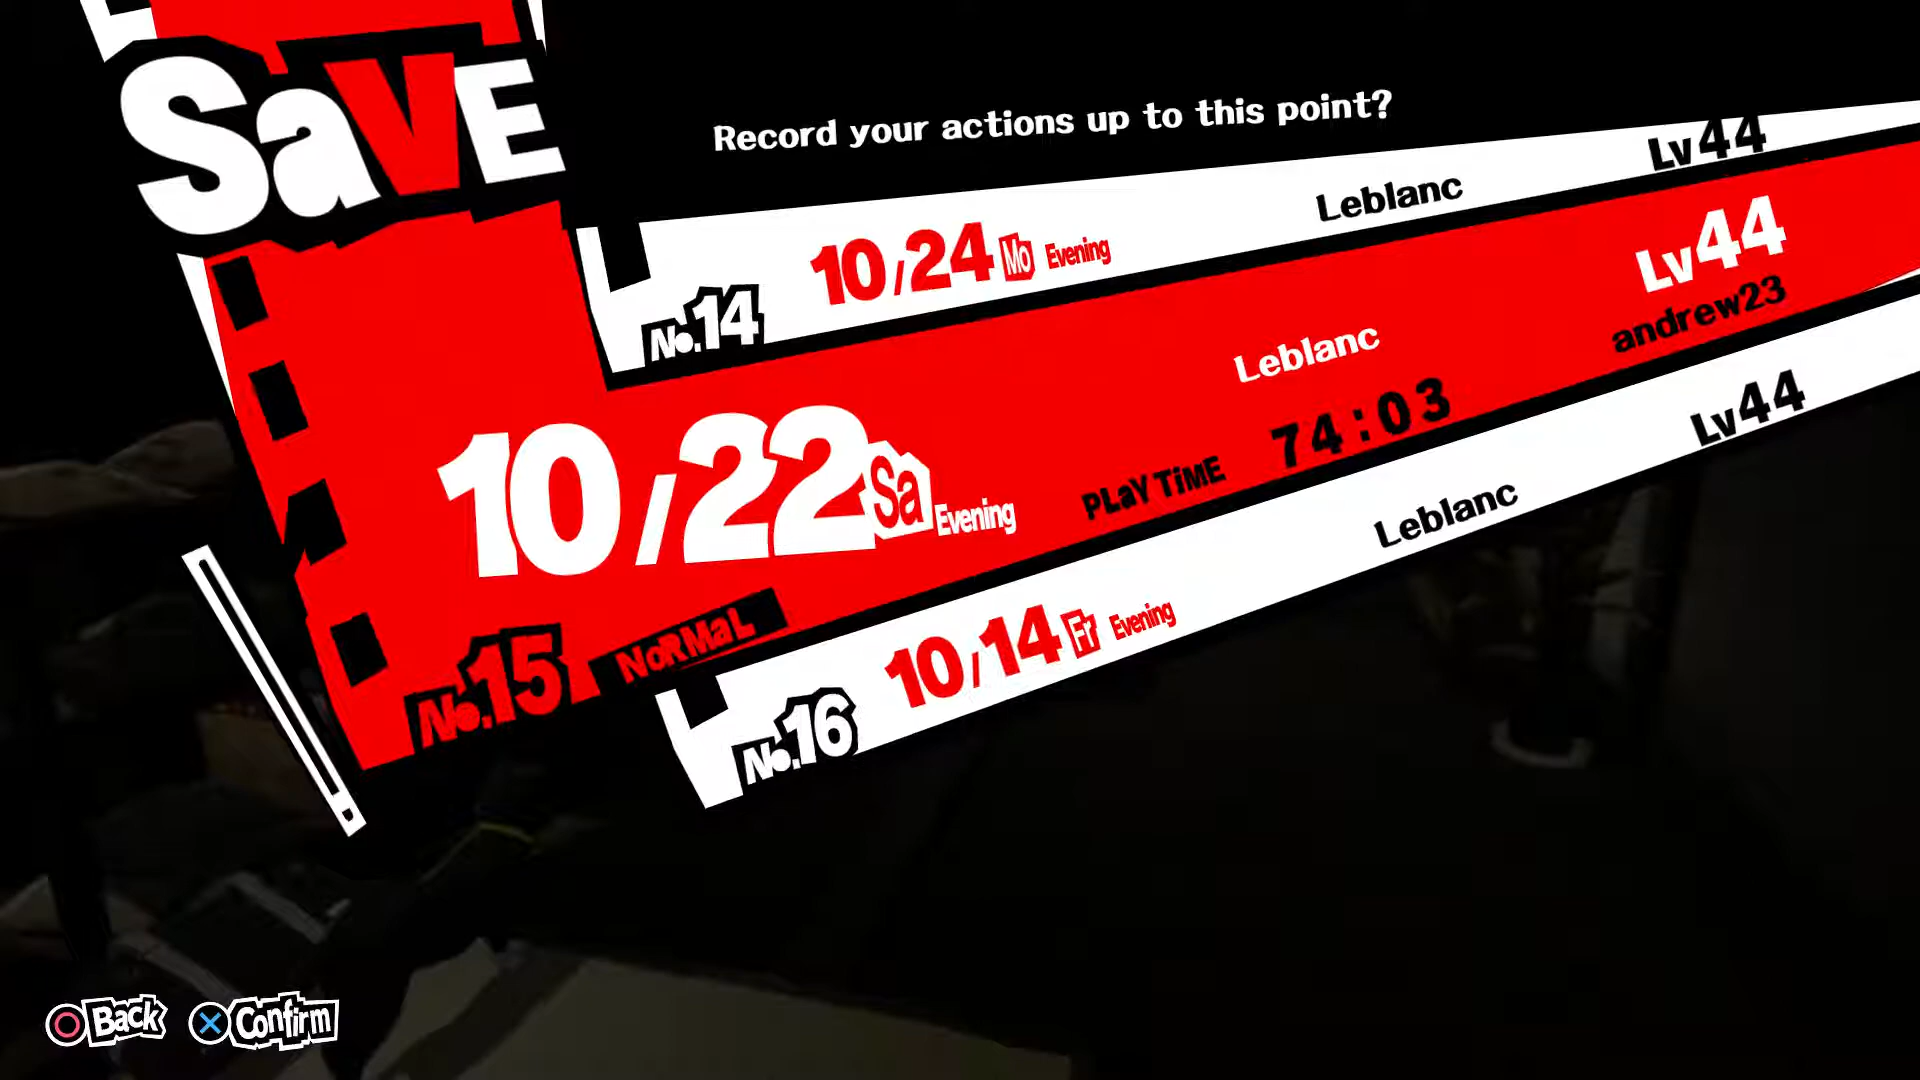 SaVE
Record your actions up to this point?
No.14 10/24 Mo Evening Leblanc Lv44
10/22 Sa Evening Leblanc Lv44
PLaY TiME 74:03 andrew23
No.15 NoRMaL
No.16 10/14 Fr Evening Leblanc Lv44
Back Confirm